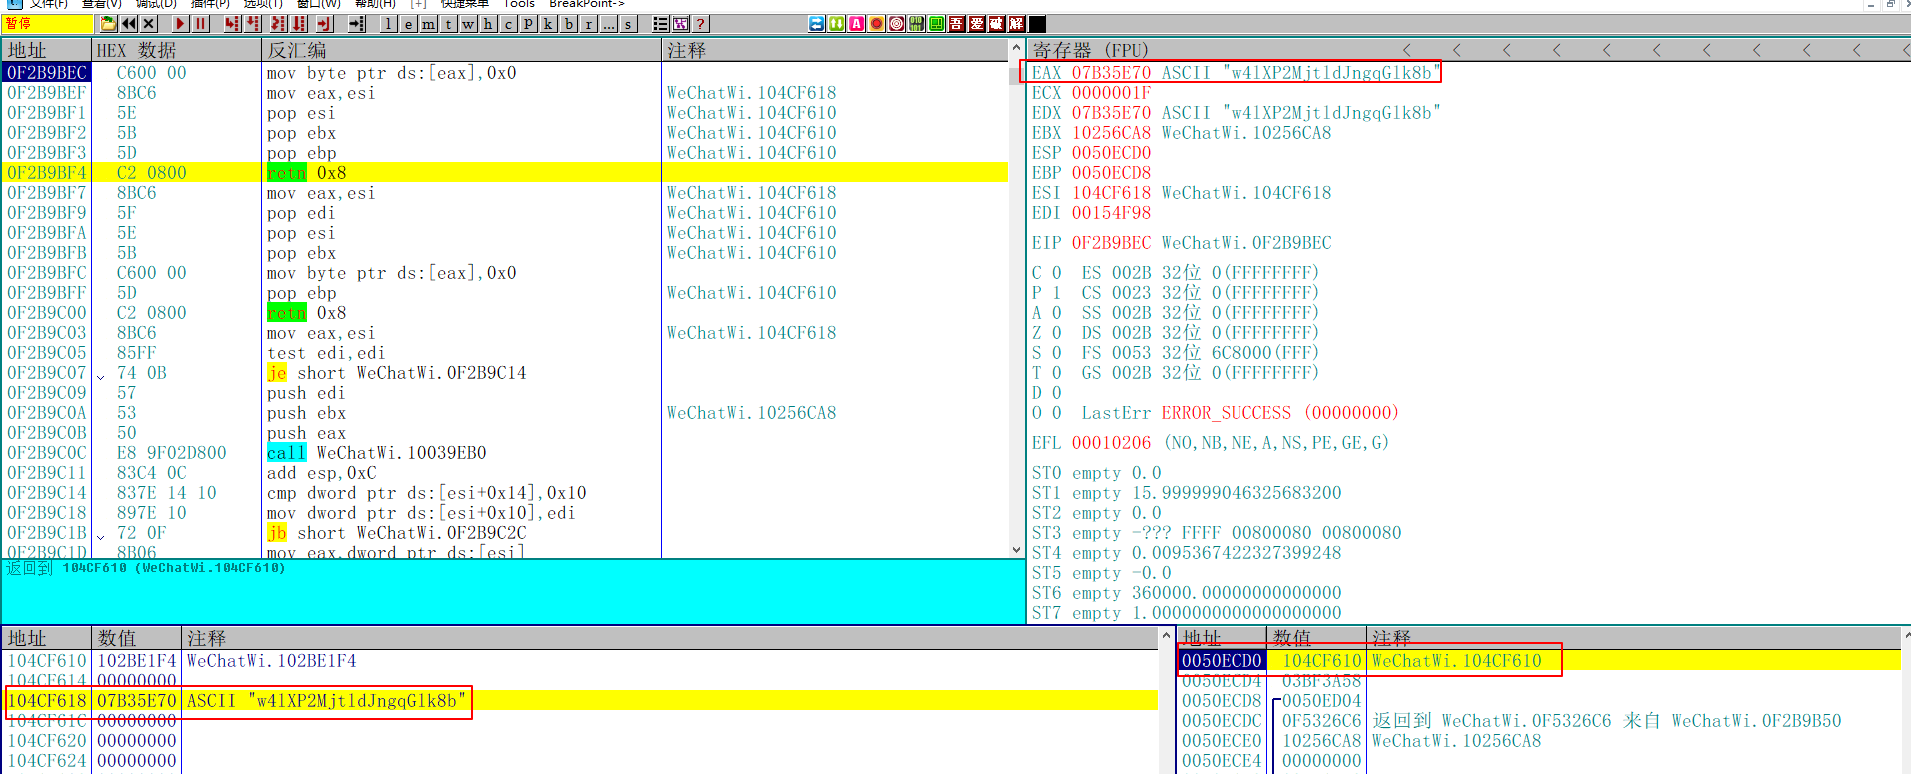 文件(F) 查看(V) 调试(D) 插件(P) 选项(T) 窗口(W) 帮助(H) [+] 快捷菜单 Tools BreakPoint->
暂停 l e m t w h c p k b r ... s ? A 吾 爱 破 解
地址 HEX 数据 反汇编 注释
0F2B9BEC C600 00 mov byte ptr ds:[eax],0x0
0F2B9BEF 8BC6 mov eax,esi WeChatWi.104CF618
0F2B9BF1 5E pop esi WeChatWi.104CF610
0F2B9BF2 5B pop ebx WeChatWi.104CF610
0F2B9BF3 5D pop ebp WeChatWi.104CF610
0F2B9BF4 C2 0800 retn 0x8
0F2B9BF7 8BC6 mov eax,esi WeChatWi.104CF618
0F2B9BF9 5F pop edi WeChatWi.104CF610
0F2B9BFA 5E pop esi WeChatWi.104CF610
0F2B9BFB 5B pop ebx WeChatWi.104CF610
0F2B9BFC C600 00 mov byte ptr ds:[eax],0x0
0F2B9BFF 5D pop ebp WeChatWi.104CF610
0F2B9C00 C2 0800 retn 0x8
0F2B9C03 8BC6 mov eax,esi WeChatWi.104CF618
0F2B9C05 85FF test edi,edi
0F2B9C07 74 0B je short WeChatWi.0F2B9C14
0F2B9C09 57 push edi
0F2B9C0A 53 push ebx WeChatWi.10256CA8
0F2B9C0B 50 push eax
0F2B9C0C E8 9F02D800 call WeChatWi.10039EB0
0F2B9C11 83C4 0C add esp,0xC
0F2B9C14 837E 14 10 cmp dword ptr ds:[esi+0x14],0x10
0F2B9C18 897E 10 mov dword ptr ds:[esi+0x10],edi
0F2B9C1B 72 0F jb short WeChatWi.0F2B9C2C
0F2B9C1D 8B06 mov eax,dword ptr ds:[esi]
返回到 104CF610 (WeChatWi.104CF610)
寄存器 (FPU) < < < < < < < < < < <
EAX 07B35E70 ASCII "w4lXP2MjtldJngqGlk8b"
ECX 0000001F
EDX 07B35E70 ASCII "w4lXP2MjtldJngqGlk8b"
EBX 10256CA8 WeChatWi.10256CA8
ESP 0050ECD0
EBP 0050ECD8
ESI 104CF618 WeChatWi.104CF618
EDI 00154F98
EIP 0F2B9BEC WeChatWi.0F2B9BEC
C 0 ES 002B 32位 0(FFFFFFFF)
P 1 CS 0023 32位 0(FFFFFFFF)
A 0 SS 002B 32位 0(FFFFFFFF)
Z 0 DS 002B 32位 0(FFFFFFFF)
S 0 FS 0053 32位 6C8000(FFF)
T 0 GS 002B 32位 0(FFFFFFFF)
D 0
O 0 LastErr ERROR_SUCCESS (00000000)
EFL 00010206 (NO,NB,NE,A,NS,PE,GE,G)
ST0 empty 0.0
ST1 empty 15.999999046325683200
ST2 empty 0.0
ST3 empty -??? FFFF 00800080 00800080
ST4 empty 0.0095367422327399248
ST5 empty -0.0
ST6 empty 360000.00000000000000
ST7 empty 1.0000000000000000000
地址 数值 注释
104CF610 102BE1F4 WeChatWi.102BE1F4
104CF614 00000000
104CF618 07B35E70 ASCII "w4lXP2MjtldJngqGlk8b"
104CF61C 00000000
104CF620 00000000
104CF624 00000000
地址 数值 注释
0050ECD0 104CF610 WeChatWi.104CF610
0050ECD4 03BF3A58
0050ECD8 0050ED04
0050ECDC 0F5326C6 返回到 WeChatWi.0F5326C6 来自 WeChatWi.0F2B9B50
0050ECE0 10256CA8 WeChatWi.10256CA8
0050ECE4 00000000